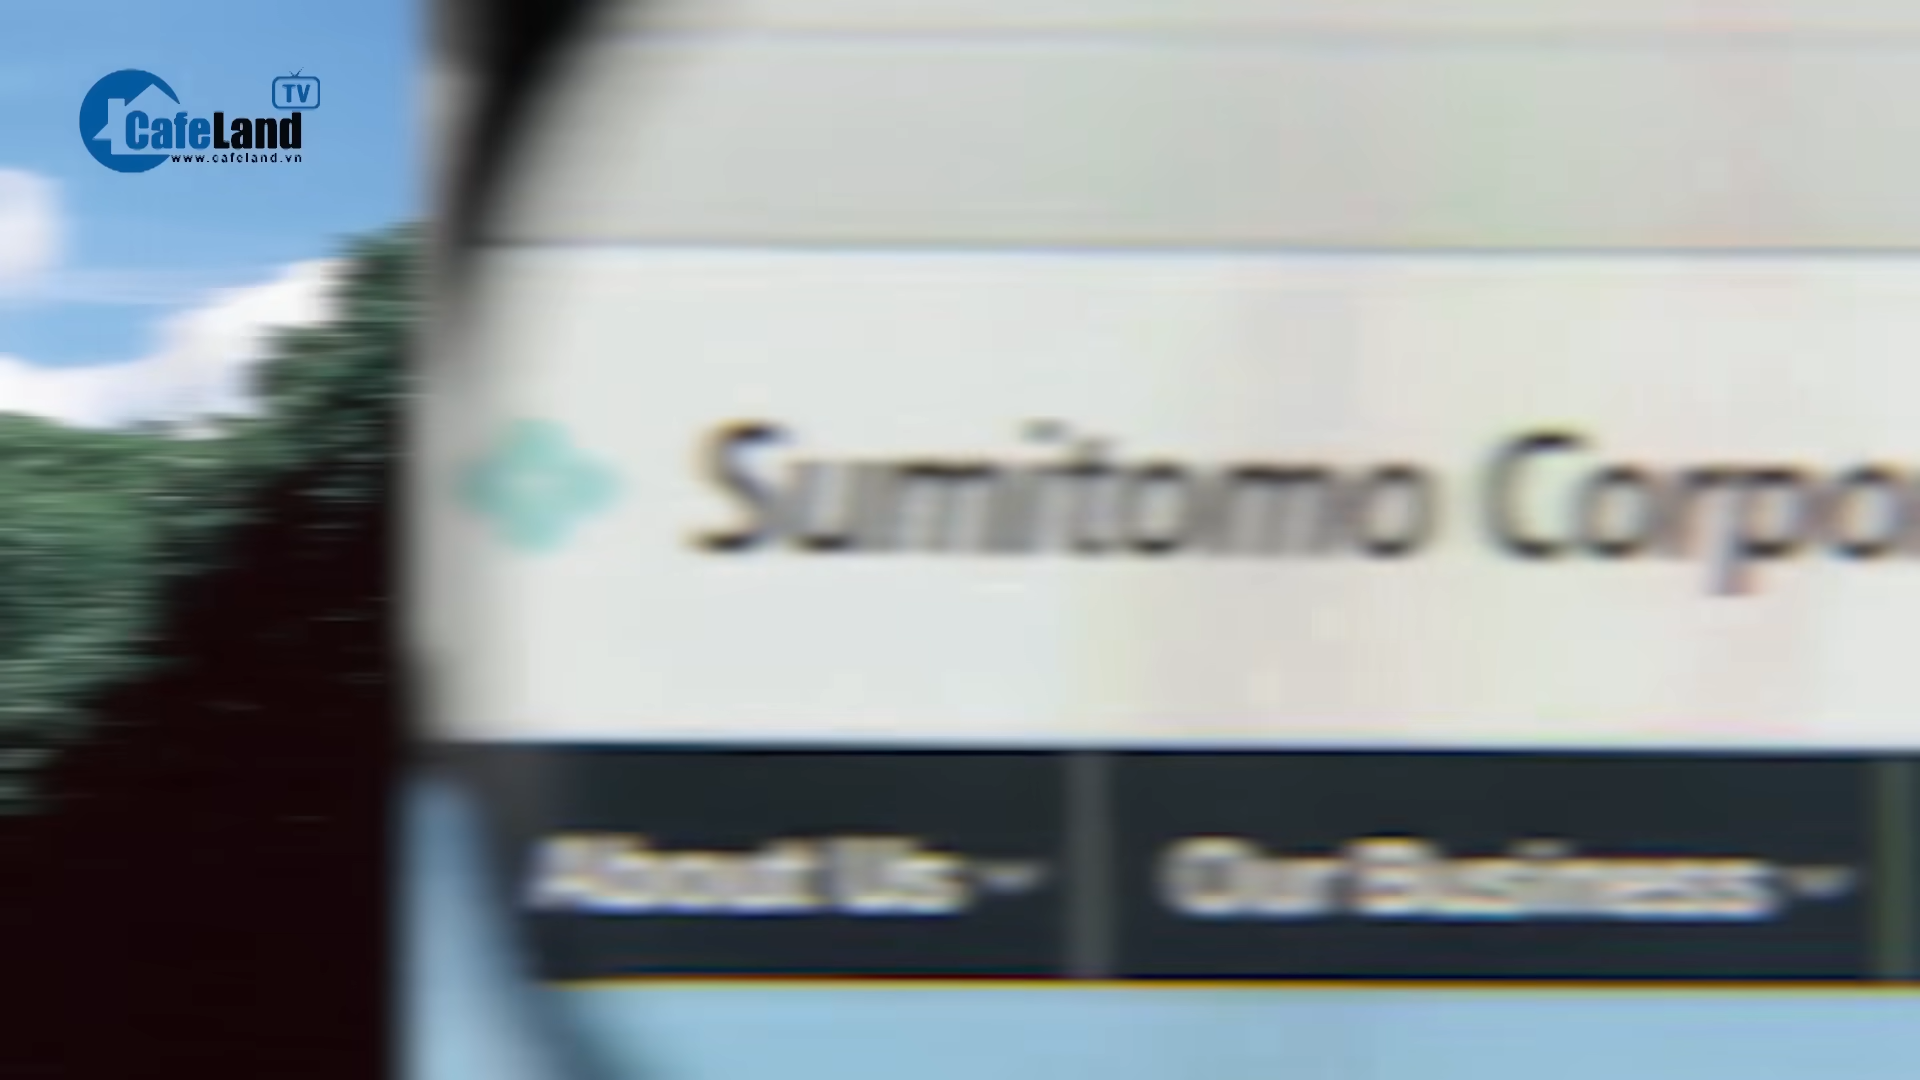 TV
CafeLand
www.cafeland.vn
Sumitomo Corpo
About Us
Our Business